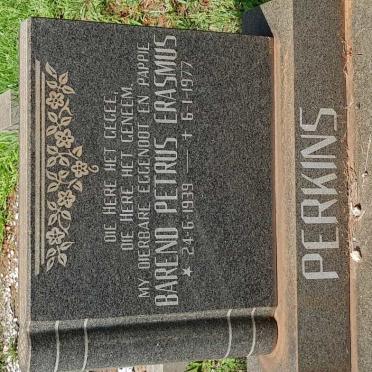 DIE HERE HET GEGEE,
DIE HERE HET GENEEM.
MY DIERBARE EGGENOOT EN PAPPIE
BAREND PETRUS ERASMUS
★ 24-6-1939 — + 6-1-1977
PERKINS